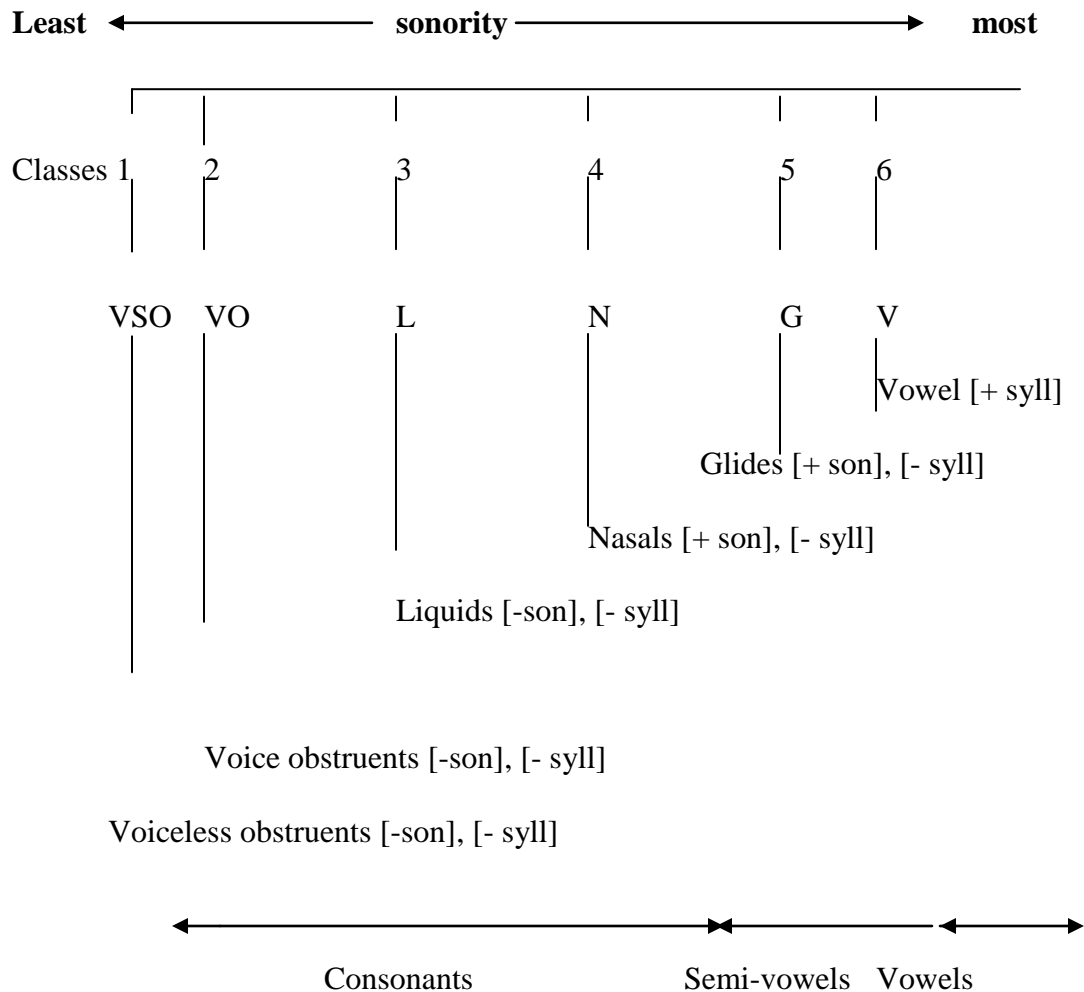 Least sonority most
Classes 1 2 3 4 5 6
VSO VO L N G V
Vowel [+ syll]
Glides [+ son], [- syll]
Nasals [+ son], [- syll]
Liquids [-son], [- syll]
Voice obstruents [-son], [- syll]
Voiceless obstruents [-son], [- syll]
Consonants Semi-vowels Vowels